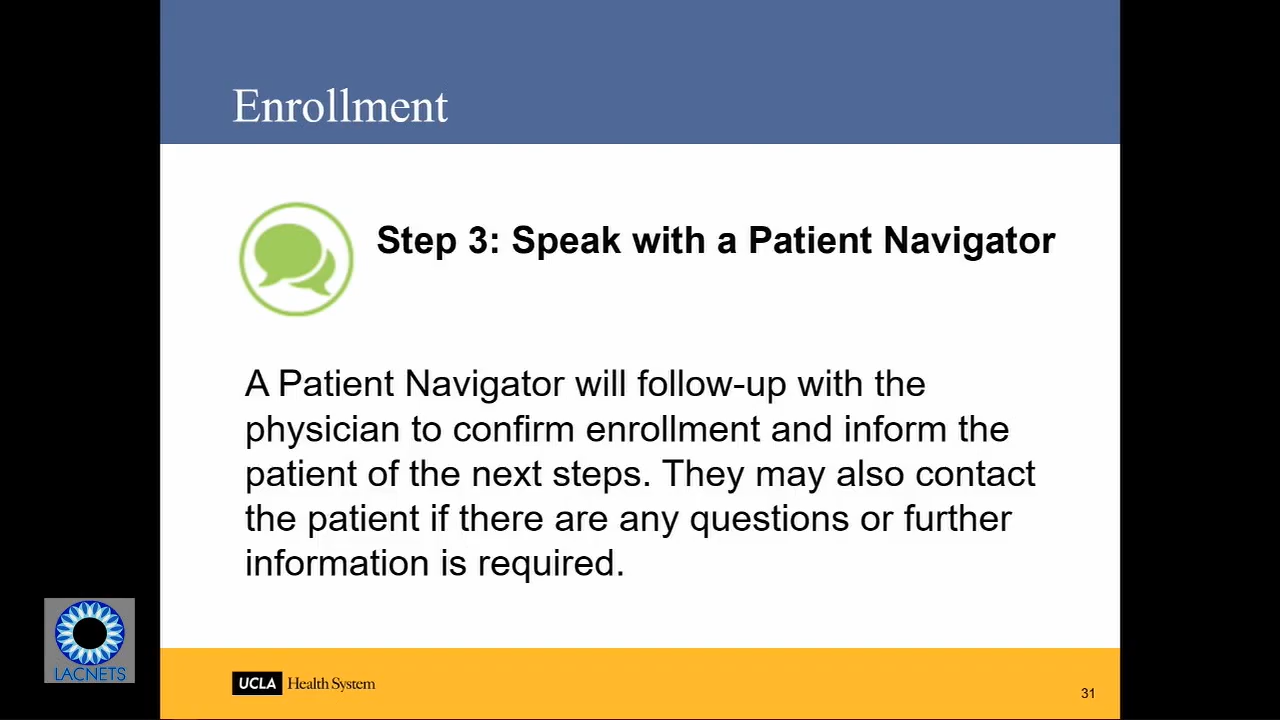 Enrollment
Step 3: Speak with a Patient Navigator
A Patient Navigator will follow-up with the
physician to confirm enrollment and inform the
patient of the next steps. They may also contact
the patient if there are any questions or further
information is required.
LACNETS
UCLA Health System
31